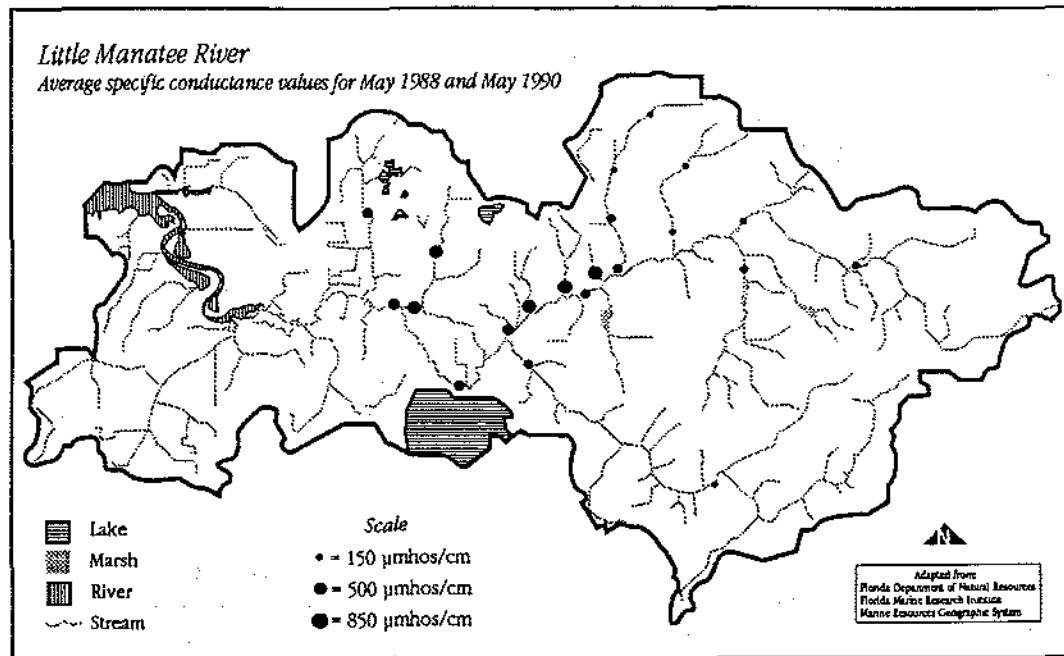 Little Manatee River
Average specific conductance values for May 1988 and May 1990
Lake
Marsh
River
Stream
Scale
• = 150 µmhos/cm
• = 500 µmhos/cm
• = 850 µmhos/cm
N
Adapted from:
Florida Department of Natural Resources
Florida Marine Research Institute
Marine Resources Geographic System